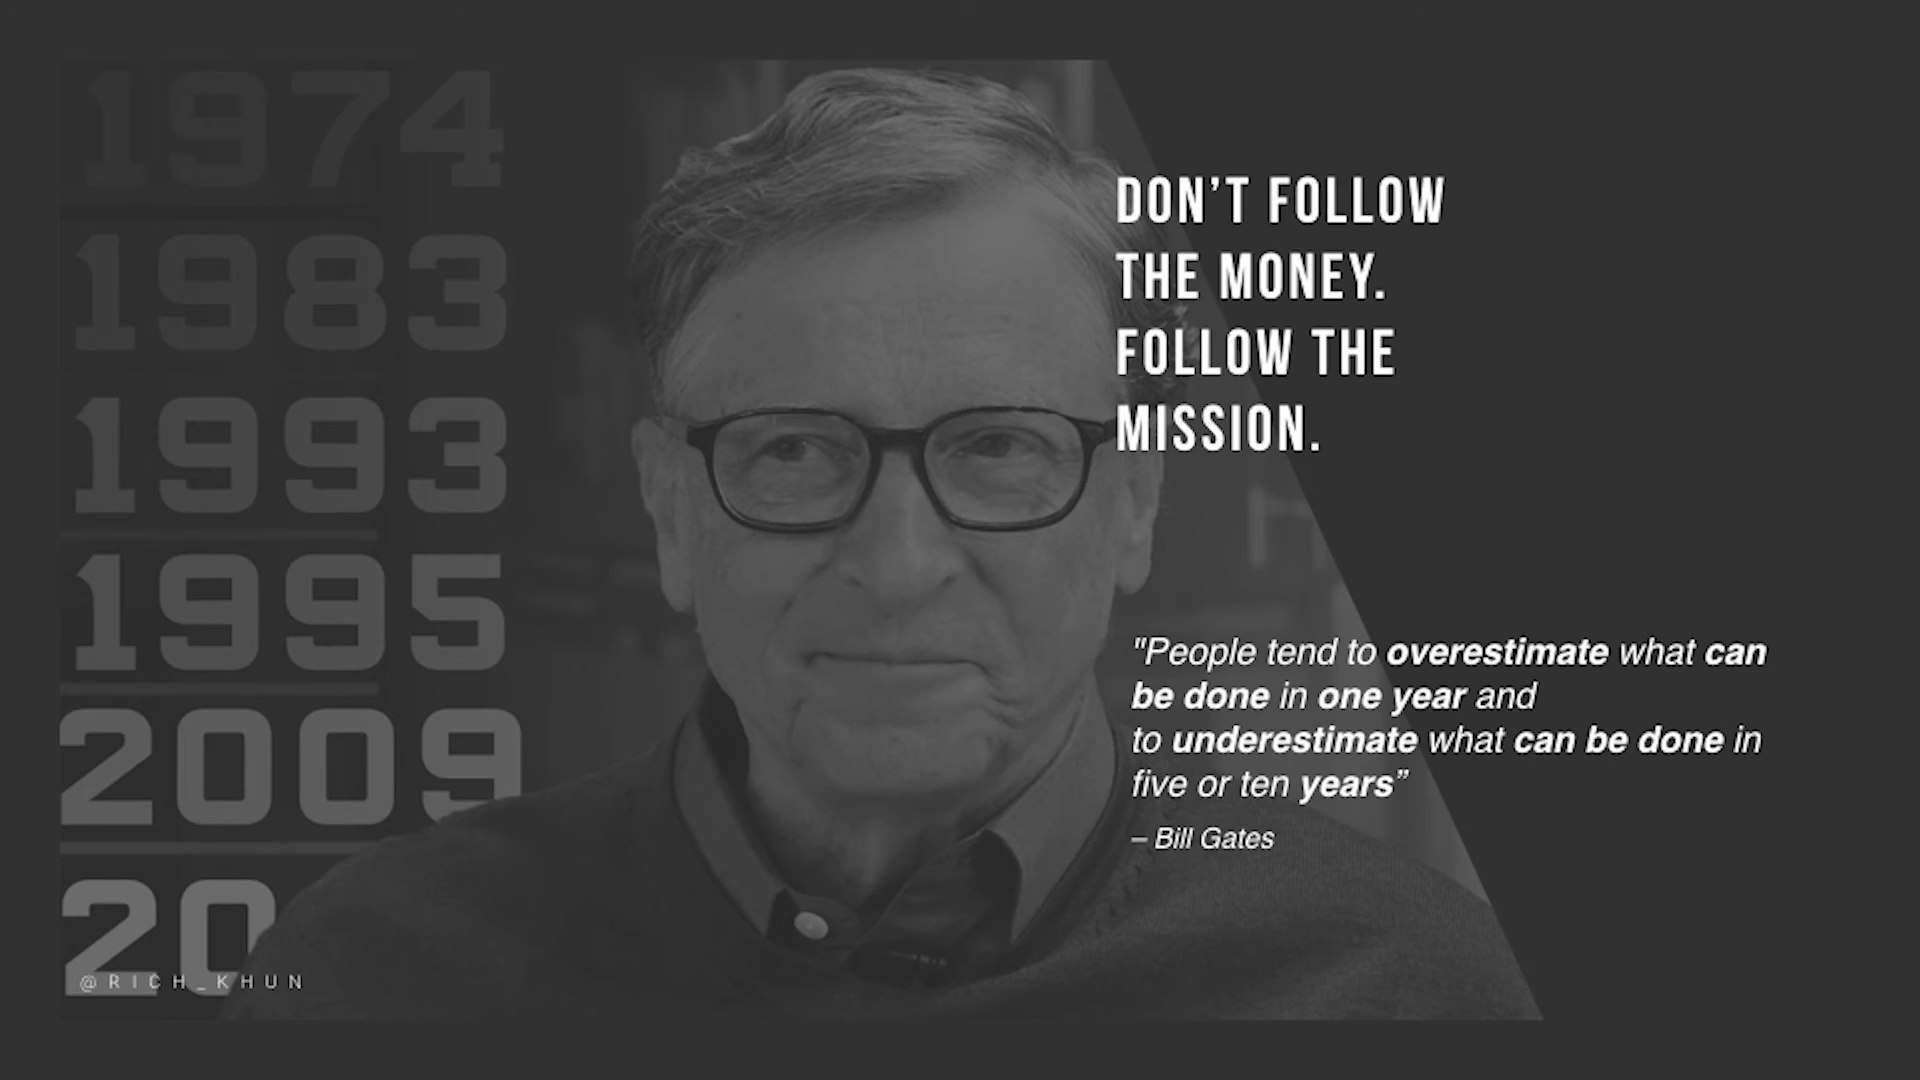 1974
1983
1993
1995
2009
20
@RICH_KHUN
DON’T FOLLOW
THE MONEY.
FOLLOW THE
MISSION.
"People tend to overestimate what can
be done in one year and
to underestimate what can be done in
five or ten years”
– Bill Gates